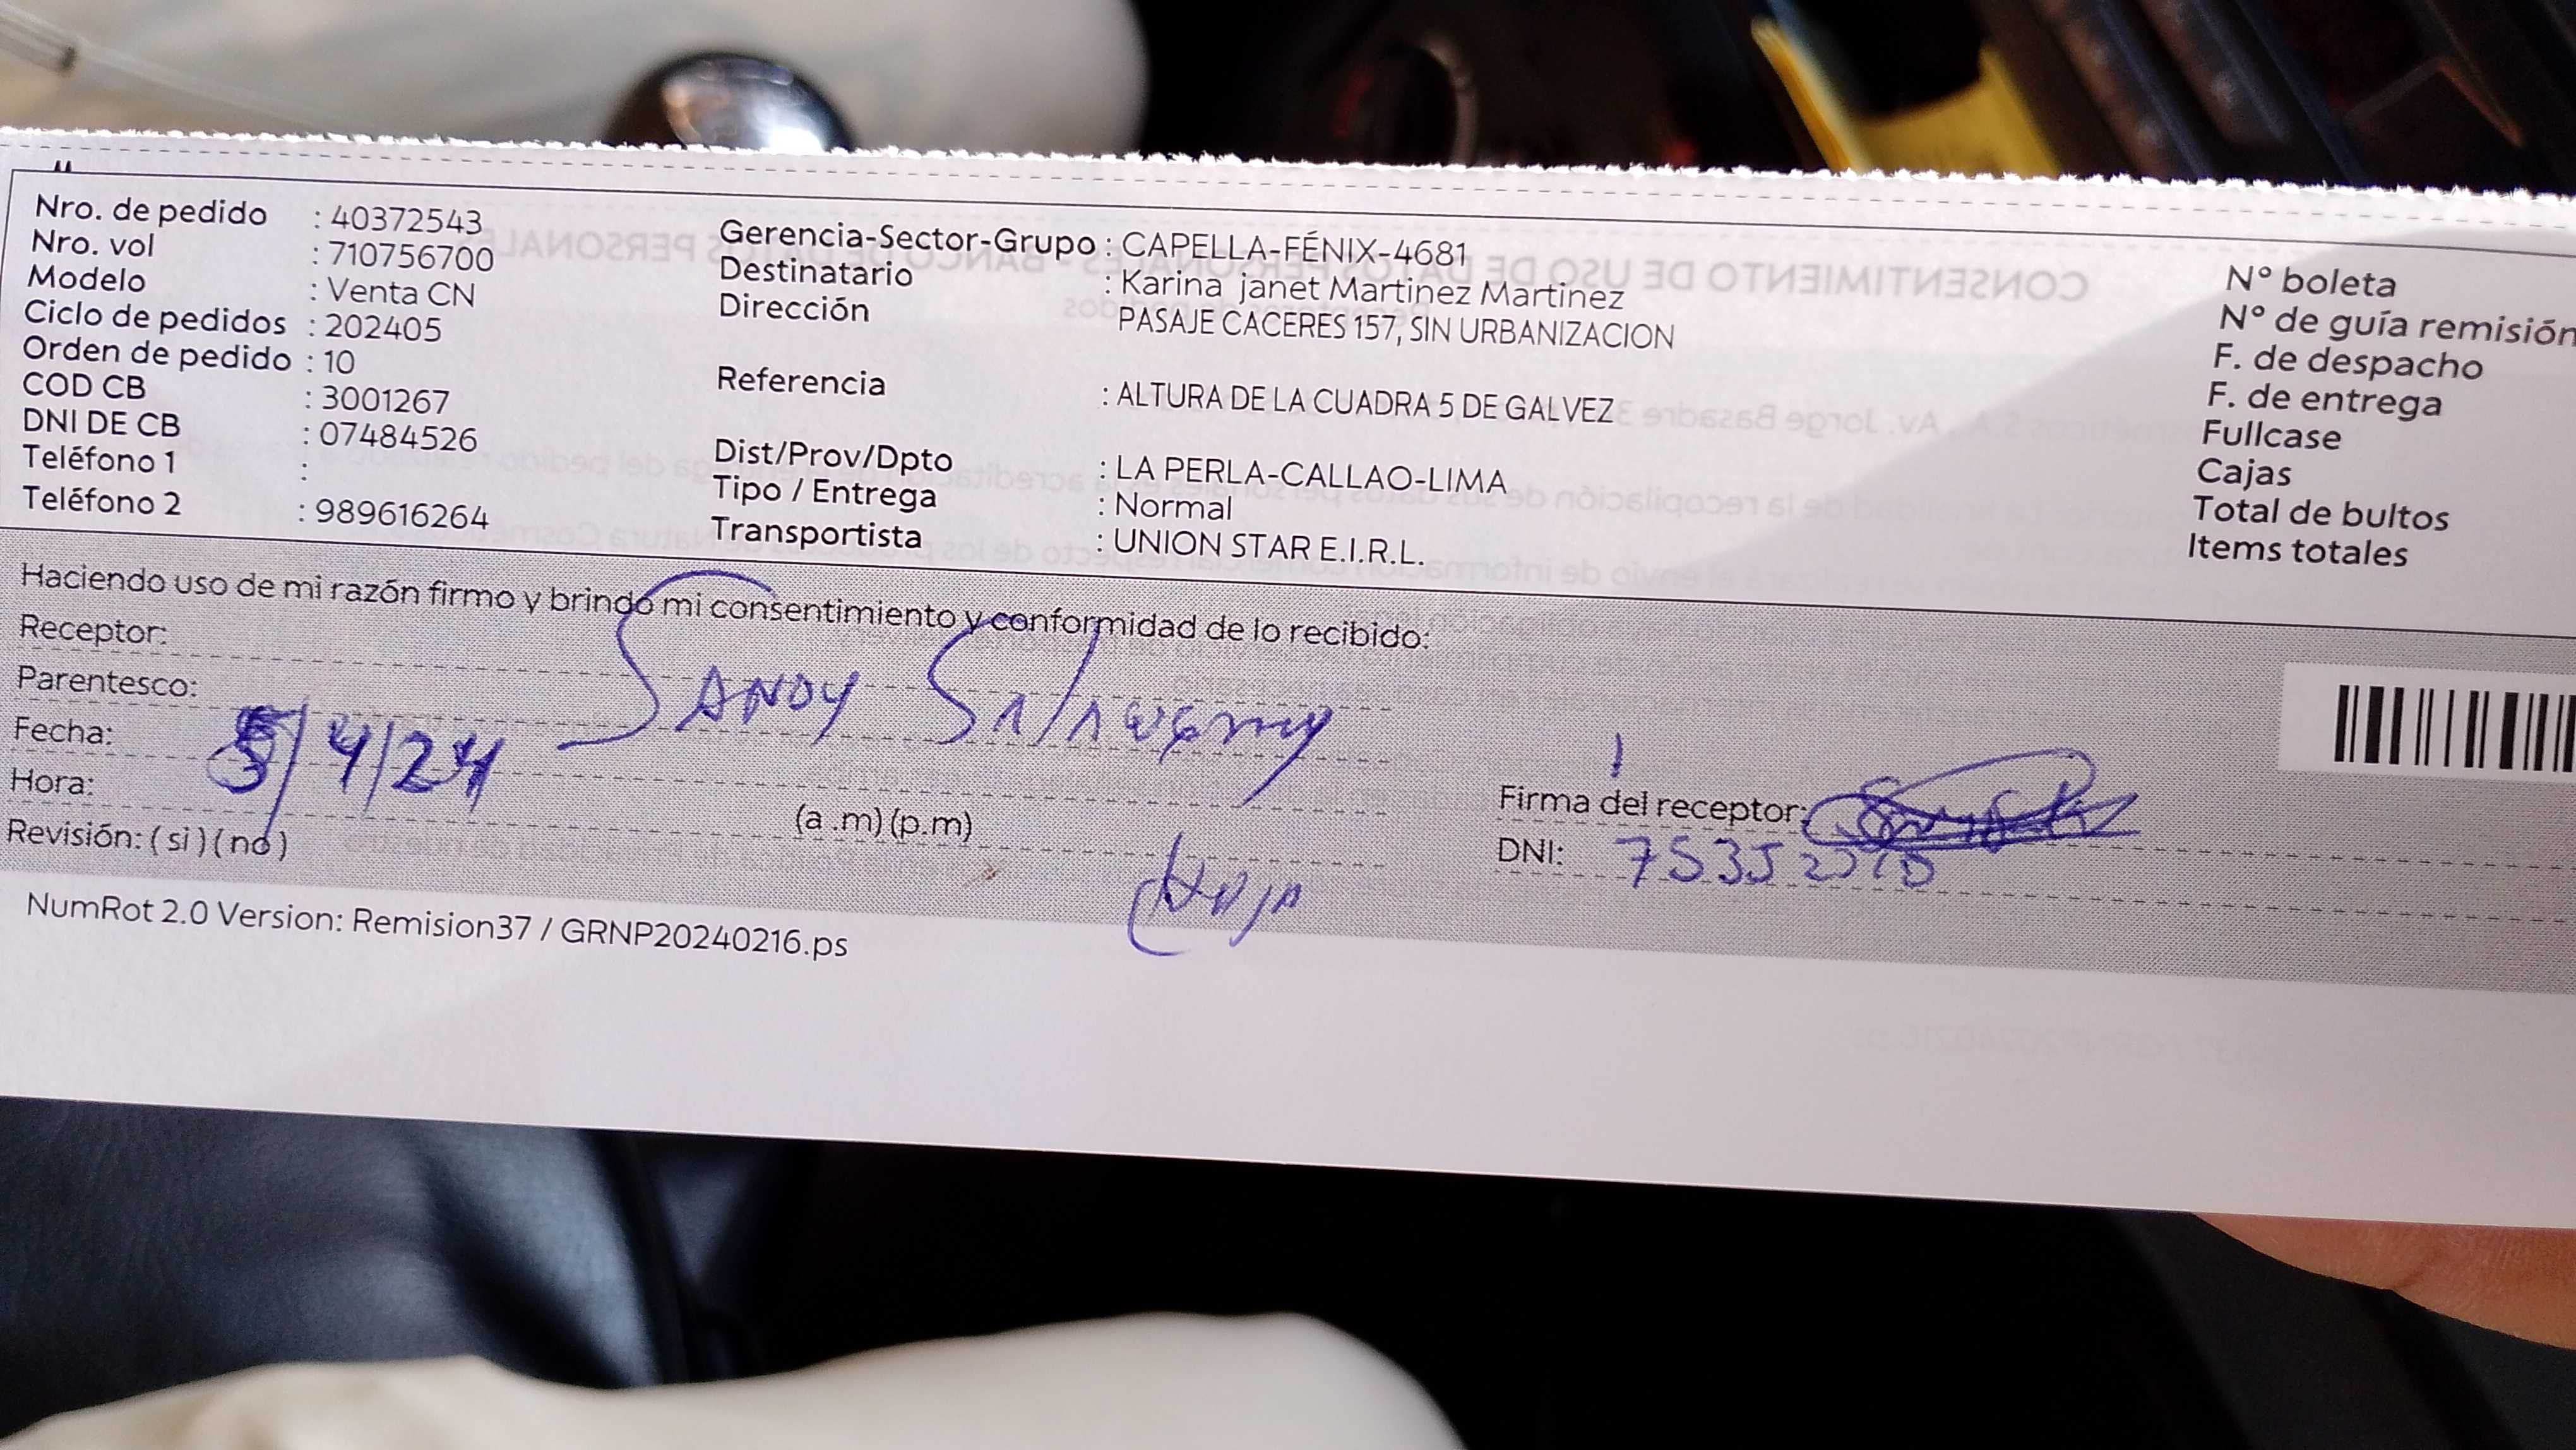 Nro. de pedido : 40372543
Nro. vol : 710756700
Modelo : Venta CN
Ciclo de pedidos : 202405
Orden de pedido : 10
COD CB : 3001267
DNI DE CB : 07484526
Teléfono 1 :
Teléfono 2 : 989616264
Gerencia-Sector-Grupo : CAPELLA-FÉNIX-4681
Destinatario : Karina janet Martinez Martinez
Dirección PASAJE CACERES 157, SIN URBANIZACION
Referencia : ALTURA DE LA CUADRA 5 DE GALVEZ
Dist/Prov/Dpto : LA PERLA-CALLAO-LIMA
Tipo / Entrega : Normal
Transportista : UNION STAR E.I.R.L.
N° boleta
N° de guía remisión
F. de despacho
F. de entrega
Fullcase
Cajas
Total de bultos
Items totales
Haciendo uso de mi razón firmo y brindo mi consentimiento y conformidad de lo recibido:
Receptor: SANDY
Parentesco:
Fecha: 5/4/24
Hora: (a .m) (p.m)
Revisión: ( si ) ( no )
Firma del receptor:
DNI:
NumRot 2.0 Version: Remision37 / GRNP20240216.ps